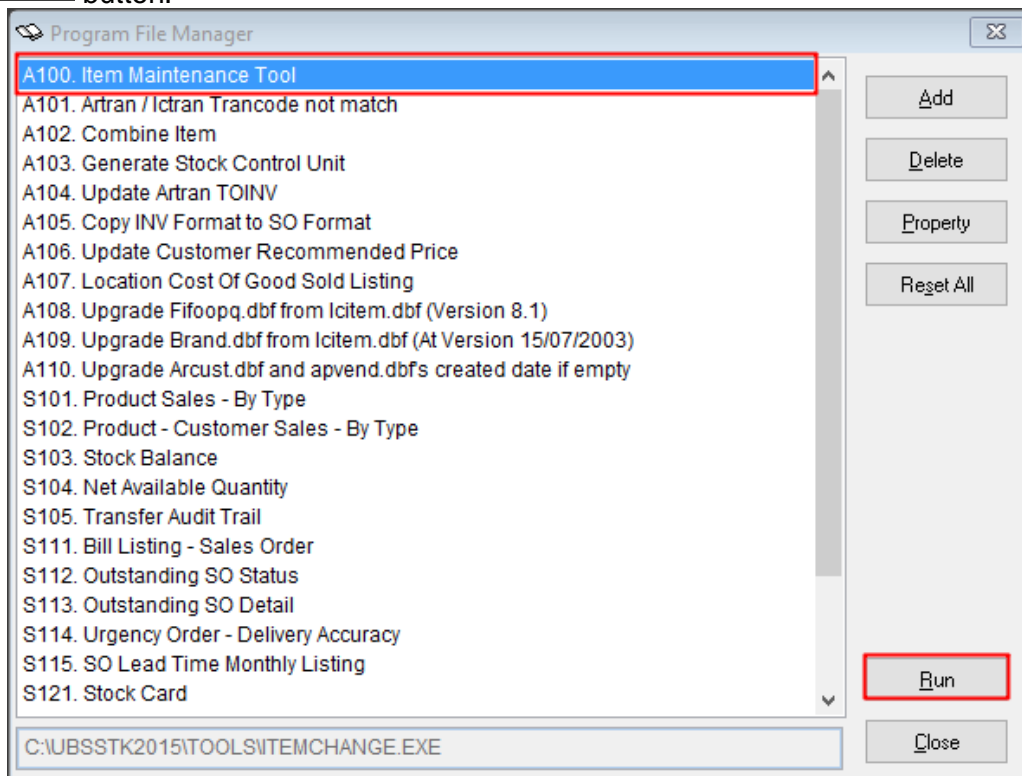 button.
Program File Manager
A100. Item Maintenance Tool
A101. Artran / Ictran Trancode not match
A102. Combine Item
A103. Generate Stock Control Unit
A104. Update Artran TOINV
A105. Copy INV Format to SO Format
A106. Update Customer Recommended Price
A107. Location Cost Of Good Sold Listing
A108. Upgrade Fifoopq.dbf from Icitem.dbf (Version 8.1)
A109. Upgrade Brand.dbf from Icitem.dbf (At Version 15/07/2003)
A110. Upgrade Arcust.dbf and apvend.dbf's created date if empty
S101. Product Sales - By Type
S102. Product - Customer Sales - By Type
S103. Stock Balance
S104. Net Available Quantity
S105. Transfer Audit Trail
S111. Bill Listing - Sales Order
S112. Outstanding SO Status
S113. Outstanding SO Detail
S114. Urgency Order - Delivery Accuracy
S115. SO Lead Time Monthly Listing
S121. Stock Card
C:\UBSSTK2015\TOOLS\ITEMCHANGE.EXE
Add
Delete
Property
Reset All
Run
Close